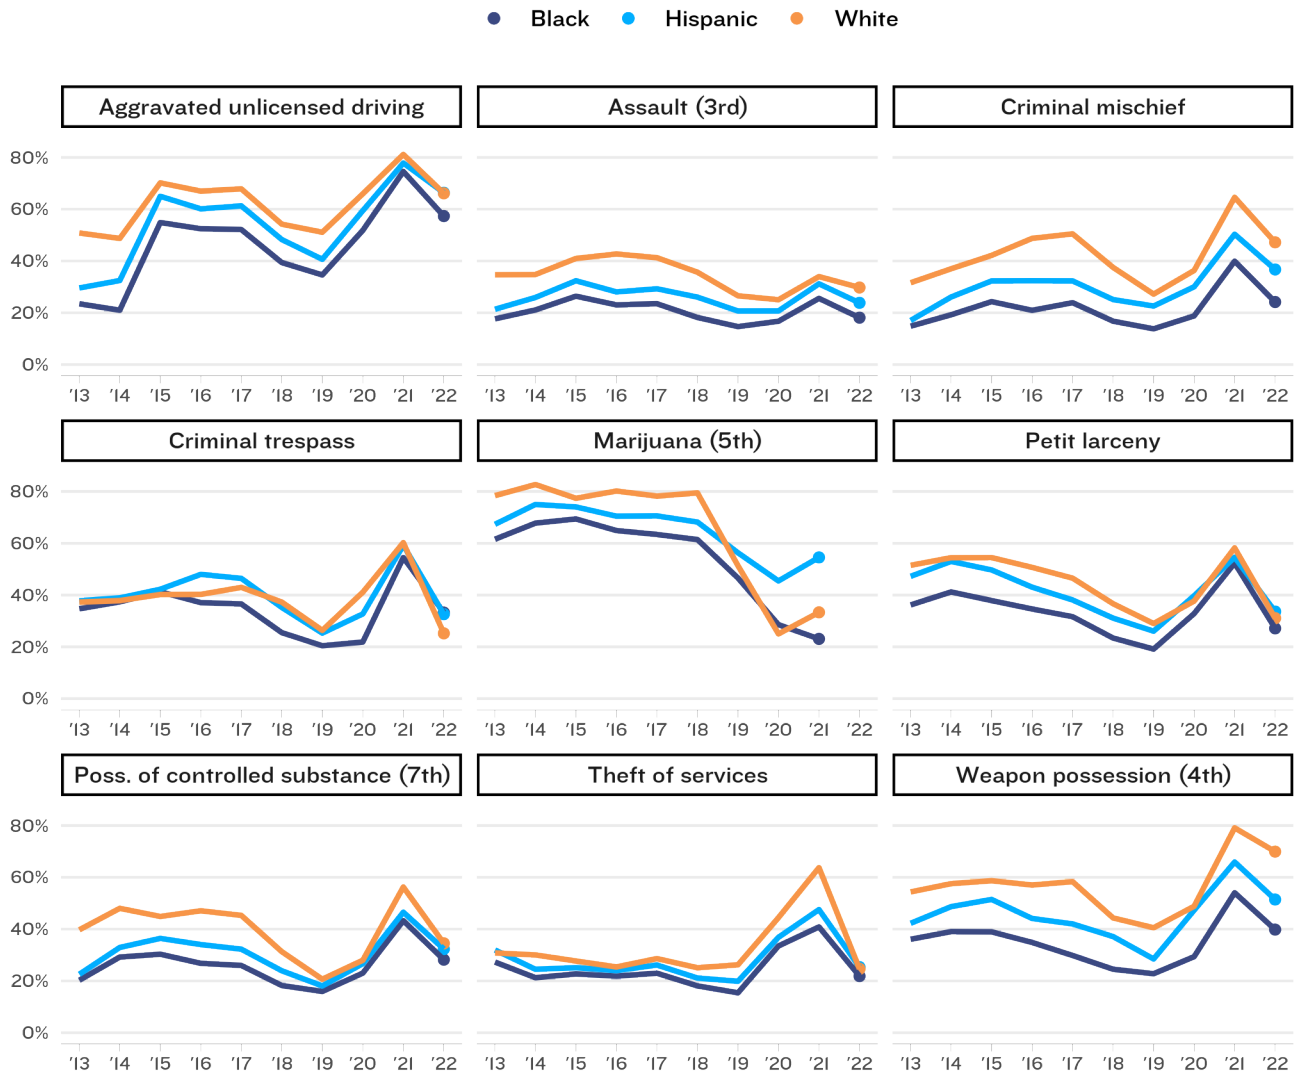 Black Hispanic White
Aggravated unlicensed driving Assault (3rd) Criminal mischief
80%
60%
40%
20%
0%
'13 '14 '15 '16 '17 '18 '19 '20 '21 '22 '13 '14 '15 '16 '17 '18 '19 '20 '21 '22 '13 '14 '15 '16 '17 '18 '19 '20 '21 '22
Criminal trespass Marijuana (5th) Petit larceny
80%
60%
40%
20%
0%
'13 '14 '15 '16 '17 '18 '19 '20 '21 '22 '13 '14 '15 '16 '17 '18 '19 '20 '21 '22 '13 '14 '15 '16 '17 '18 '19 '20 '21 '22
Poss. of controlled substance (7th) Theft of services Weapon possession (4th)
80%
60%
40%
20%
0%
'13 '14 '15 '16 '17 '18 '19 '20 '21 '22 '13 '14 '15 '16 '17 '18 '19 '20 '21 '22 '13 '14 '15 '16 '17 '18 '19 '20 '21 '22